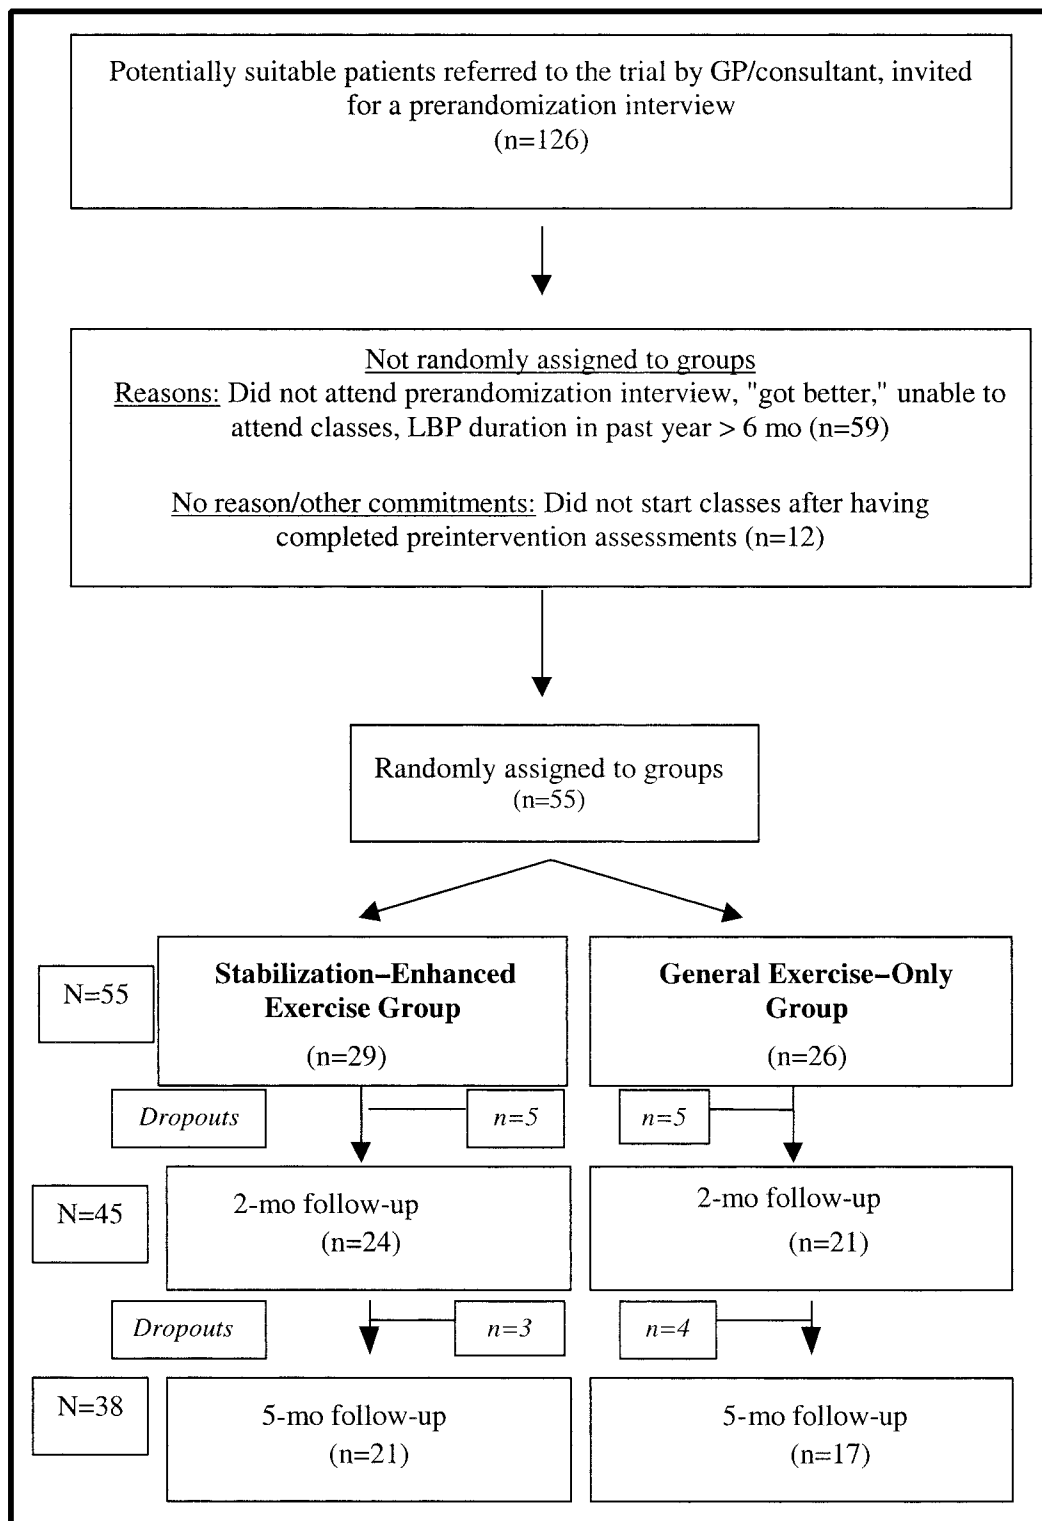 Potentially suitable patients referred to the trial by GP/consultant, invited
for a prerandomization interview
(n=126)
Not randomly assigned to groups
Reasons: Did not attend prerandomization interview, "got better," unable to
attend classes, LBP duration in past year > 6 mo (n=59)
No reason/other commitments: Did not start classes after having
completed preintervention assessments (n=12)
Randomly assigned to groups
(n=55)
N=55
Stabilization–Enhanced
Exercise Group
(n=29)
General Exercise–Only
Group
(n=26)
Dropouts
n=5
n=5
N=45
2-mo follow-up
(n=24)
2-mo follow-up
(n=21)
Dropouts
n=3
n=4
N=38
5-mo follow-up
(n=21)
5-mo follow-up
(n=17)